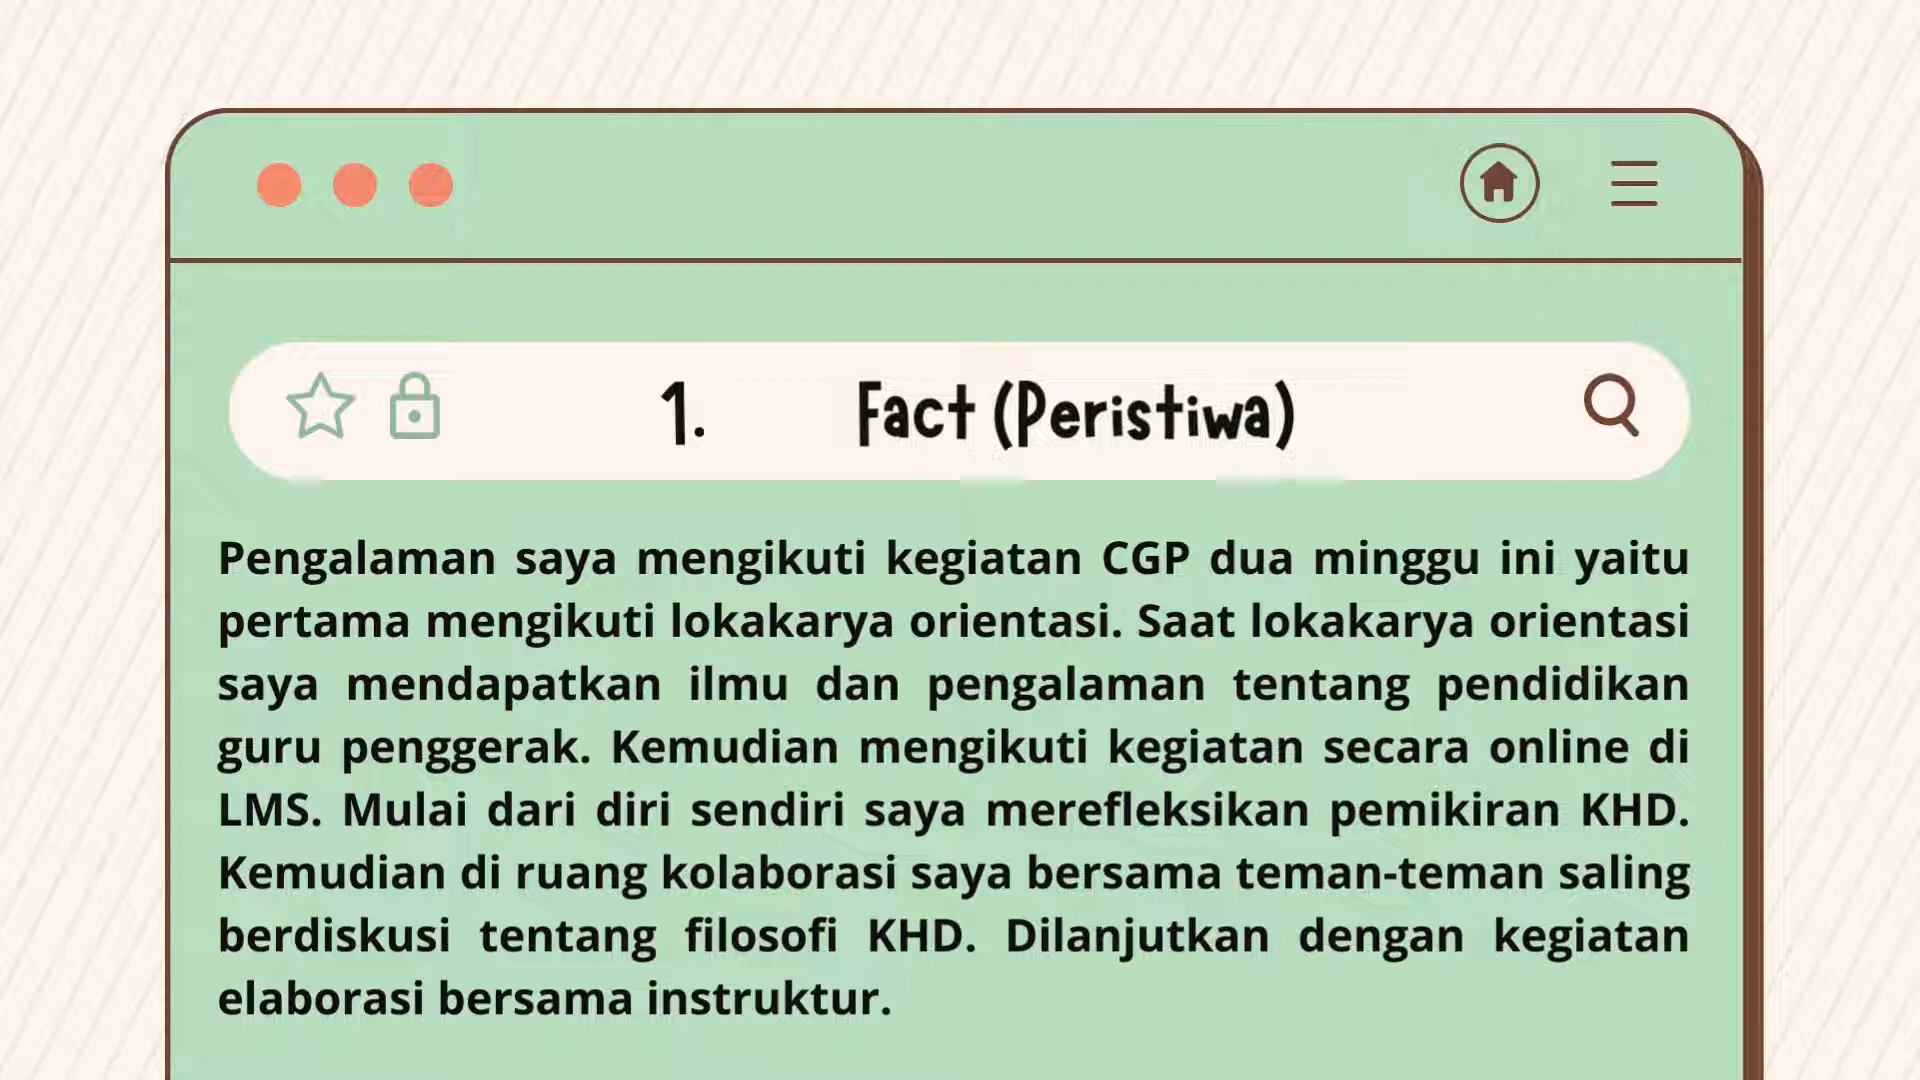 1. Fact (Peristiwa)
Pengalaman saya mengikuti kegiatan CGP dua minggu ini yaitu
pertama mengikuti lokakarya orientasi. Saat lokakarya orientasi
saya mendapatkan ilmu dan pengalaman tentang pendidikan
guru penggerak. Kemudian mengikuti kegiatan secara online di
LMS. Mulai dari diri sendiri saya merefleksikan pemikiran KHD.
Kemudian di ruang kolaborasi saya bersama teman-teman saling
berdiskusi tentang filosofi KHD. Dilanjutkan dengan kegiatan
elaborasi bersama instruktur.